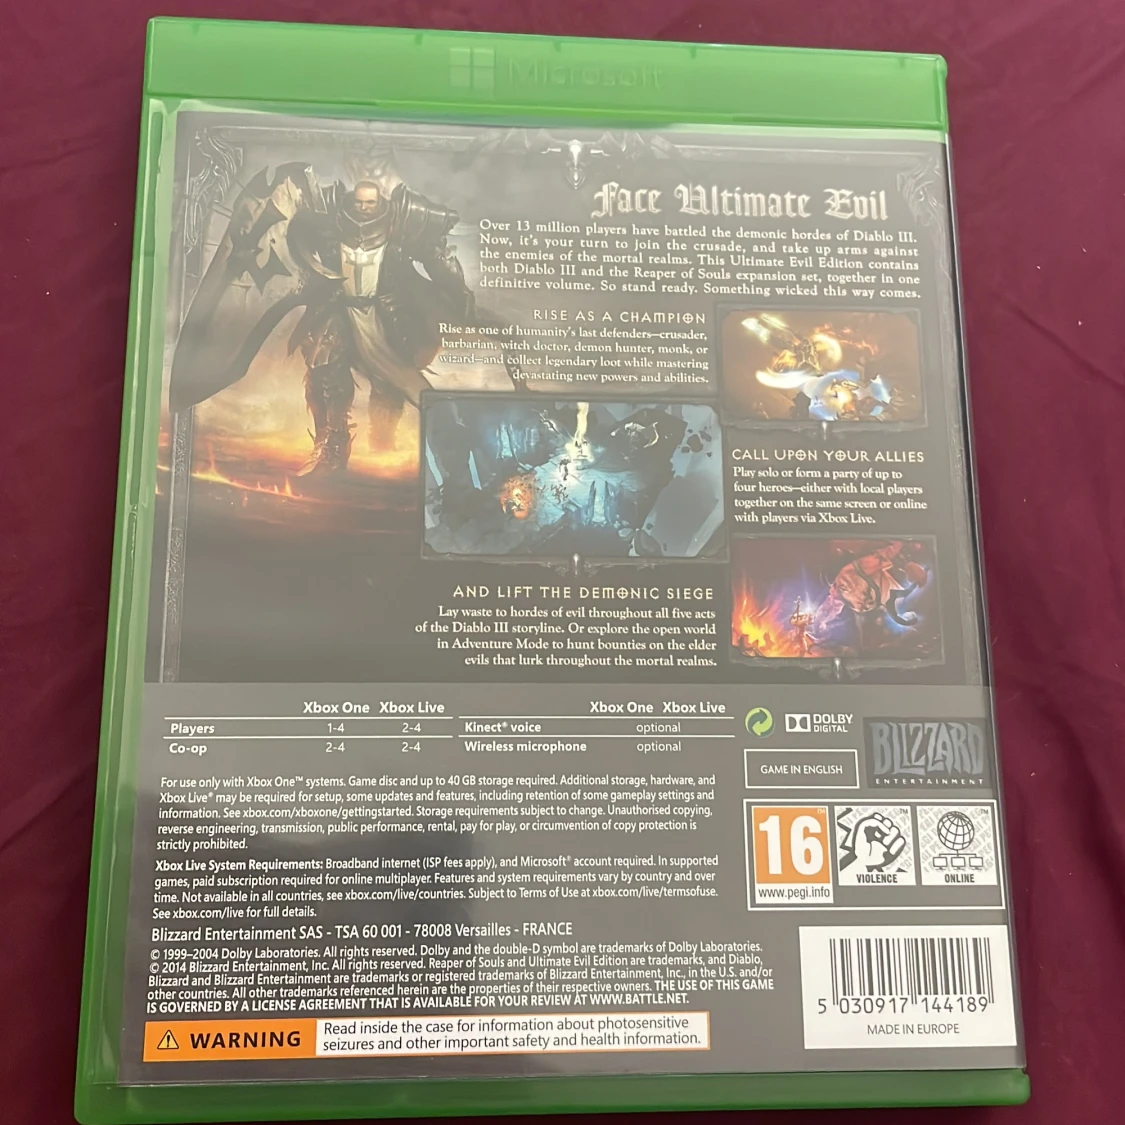 Microsoft
Face Ultimate Evil
Over 13 million players have battled the demonic hordes of Diablo III.
Now, it's your turn to join the crusade, and take up arms against
the enemies of the mortal realms. This Ultimate Evil Edition contains
both Diablo III and the Reaper of Souls expansion set, together in one
definitive volume. So stand ready. Something wicked this way comes.
RISE AS A CHAMPION
Rise as one of humanity's last defenders—crusader,
barbarian, witch doctor, demon hunter, monk, or
wizard—and collect legendary loot while mastering
devastating new powers and abilities.
CALL UPON YOUR ALLIES
Play solo or form a party of up to
four heroes—either with local players
together on the same screen or online
with players via Xbox Live.
AND LIFT THE DEMONIC SIEGE
Lay waste to hordes of evil throughout all five acts
of the Diablo III storyline. Or explore the open world
in Adventure Mode to hunt bounties on the elder
evils that lurk throughout the mortal realms.
Xbox One Xbox Live Xbox One Xbox Live
Players 1-4 2-4 Kinect® voice optional
Co-op 2-4 2-4 Wireless microphone optional
DOLBY
DIGITAL
BLIZZARD
ENTERTAINMENT
GAME IN ENGLISH
For use only with Xbox One™ systems. Game disc and up to 40 GB storage required. Additional storage, hardware, and
Xbox Live® may be required for setup, some updates and features, including retention of some gameplay settings and
information. See xbox.com/xboxone/gettingstarted. Storage requirements subject to change. Unauthorised copying,
reverse engineering, transmission, public performance, rental, pay for play, or circumvention of copy protection is
strictly prohibited.
Xbox Live System Requirements: Broadband internet (ISP fees apply), and Microsoft® account required. In supported
games, paid subscription required for online multiplayer. Features and system requirements vary by country and over
time. Not available in all countries, see xbox.com/live/countries. Subject to Terms of Use at xbox.com/live/termsofuse.
See xbox.com/live for full details.
16™
www.pegi.info
VIOLENCE
ONLINE
Blizzard Entertainment SAS - TSA 60 001 - 78008 Versailles - FRANCE
© 1999–2004 Dolby Laboratories. All rights reserved. Dolby and the double-D symbol are trademarks of Dolby Laboratories.
© 2014 Blizzard Entertainment, Inc. All rights reserved. Reaper of Souls and Ultimate Evil Edition are trademarks, and Diablo,
Blizzard and Blizzard Entertainment are trademarks or registered trademarks of Blizzard Entertainment, Inc., in the U.S. and/or
other countries. All other trademarks referenced herein are the properties of their respective owners. THE USE OF THIS GAME
IS GOVERNED BY A LICENSE AGREEMENT THAT IS AVAILABLE FOR YOUR REVIEW AT WWW.BATTLE.NET.
WARNING
Read inside the case for information about photosensitive
seizures and other important safety and health information.
5 030917 144189
MADE IN EUROPE